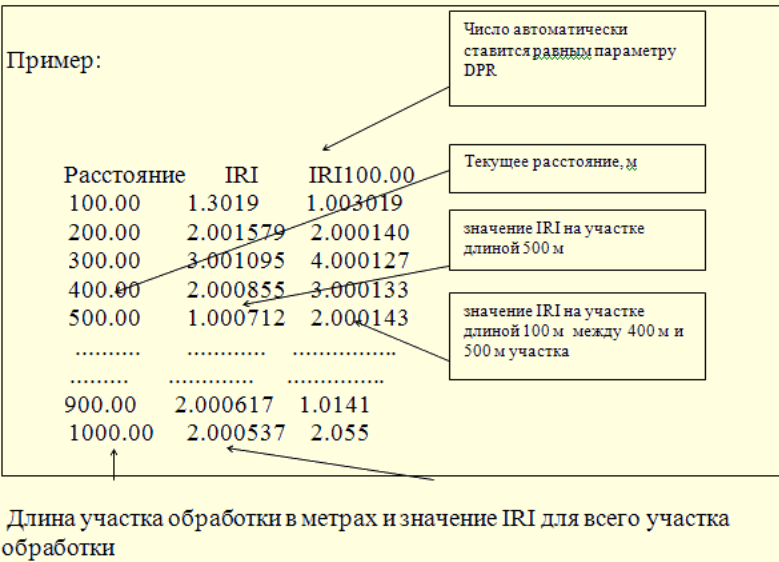 Число автоматически
ставится равным параметру
DPR
Пример:
Текущее расстояние, м
Расстояние IRI IRI100.00
100.00 1.3019 1.003019
200.00 2.001579 2.000140
300.00 3.001095 4.000127
400.00 2.000855 3.000133
500.00 1.000712 2.000143
.......... ............ ................
......... ............. ...............
900.00 2.000617 1.0141
1000.00 2.000537 2.055
значение IRI на участке
длиной 500 м
значение IRI на участке
длиной 100 м между 400 м и
500 м участка
Длина участка обработки в метрах и значение IRI для всего участка
обработки